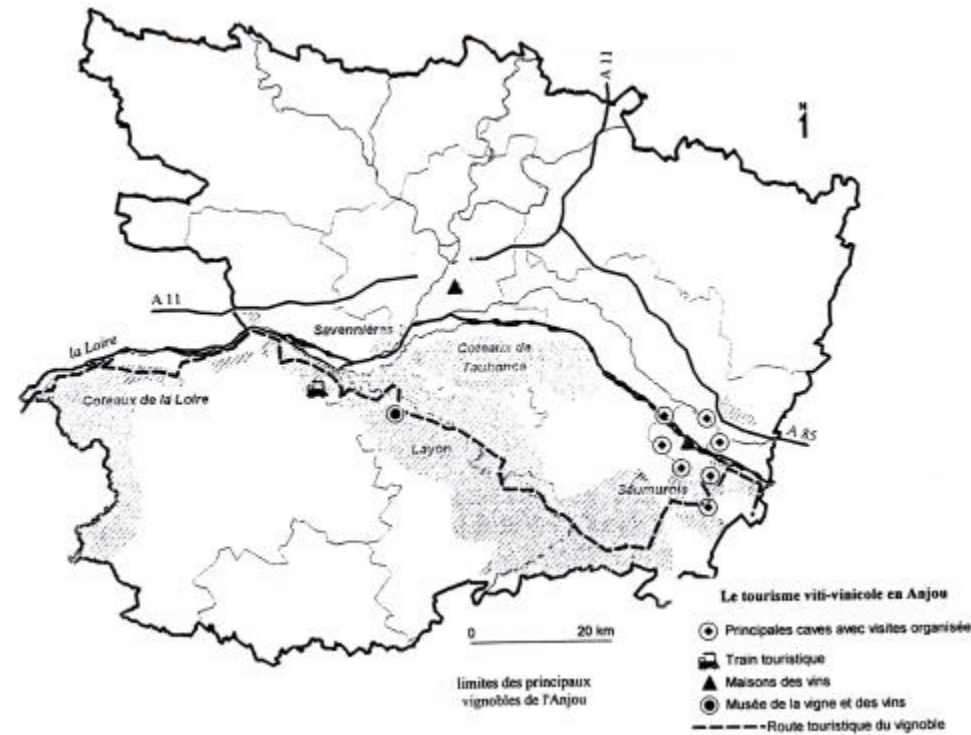 A 11
N
A 11
Savennières
la Loire
Coteaux de
Coteaux de la Loire
A 85
Layon
Saumurois
Le tourisme viti-vinicole en Anjou
0 20 km
Principales caves avec visites organisée
Train touristique
limites des principaux
vignobles de l'Anjou
Maisons des vins
Musée de la vigne et des vins
Route touristique du vignoble